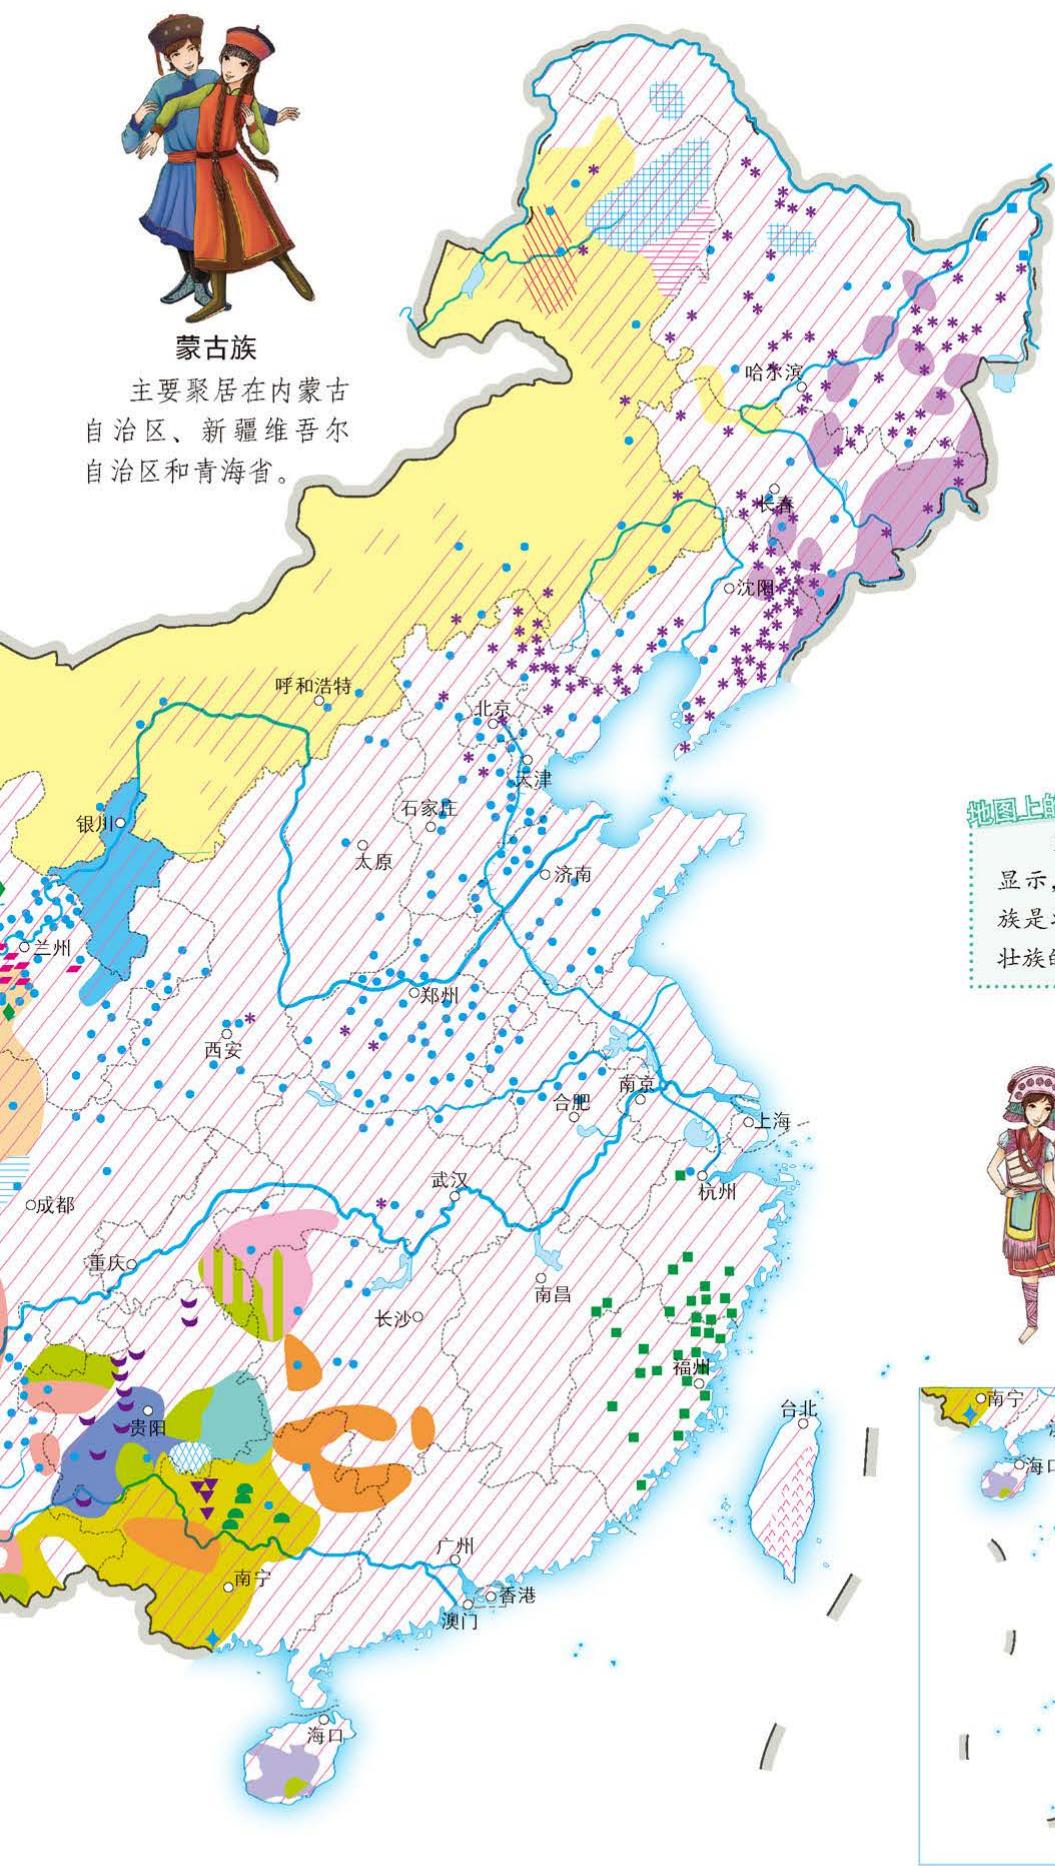 蒙古族
主要聚居在内蒙古
自治区、新疆维吾尔
自治区和青海省。
哈尔滨
长春
沈阳
呼和浩特
北京
天津
石家庄
银川
太原
济南
地图上的
显示，
族是
壮族的
兰州
郑州
西安
南京
合肥
上海
武汉
杭州
成都
重庆
南昌
长沙
福州
贵阳
台北
南宁
海口
广州
南宁
香港
澳门
海口